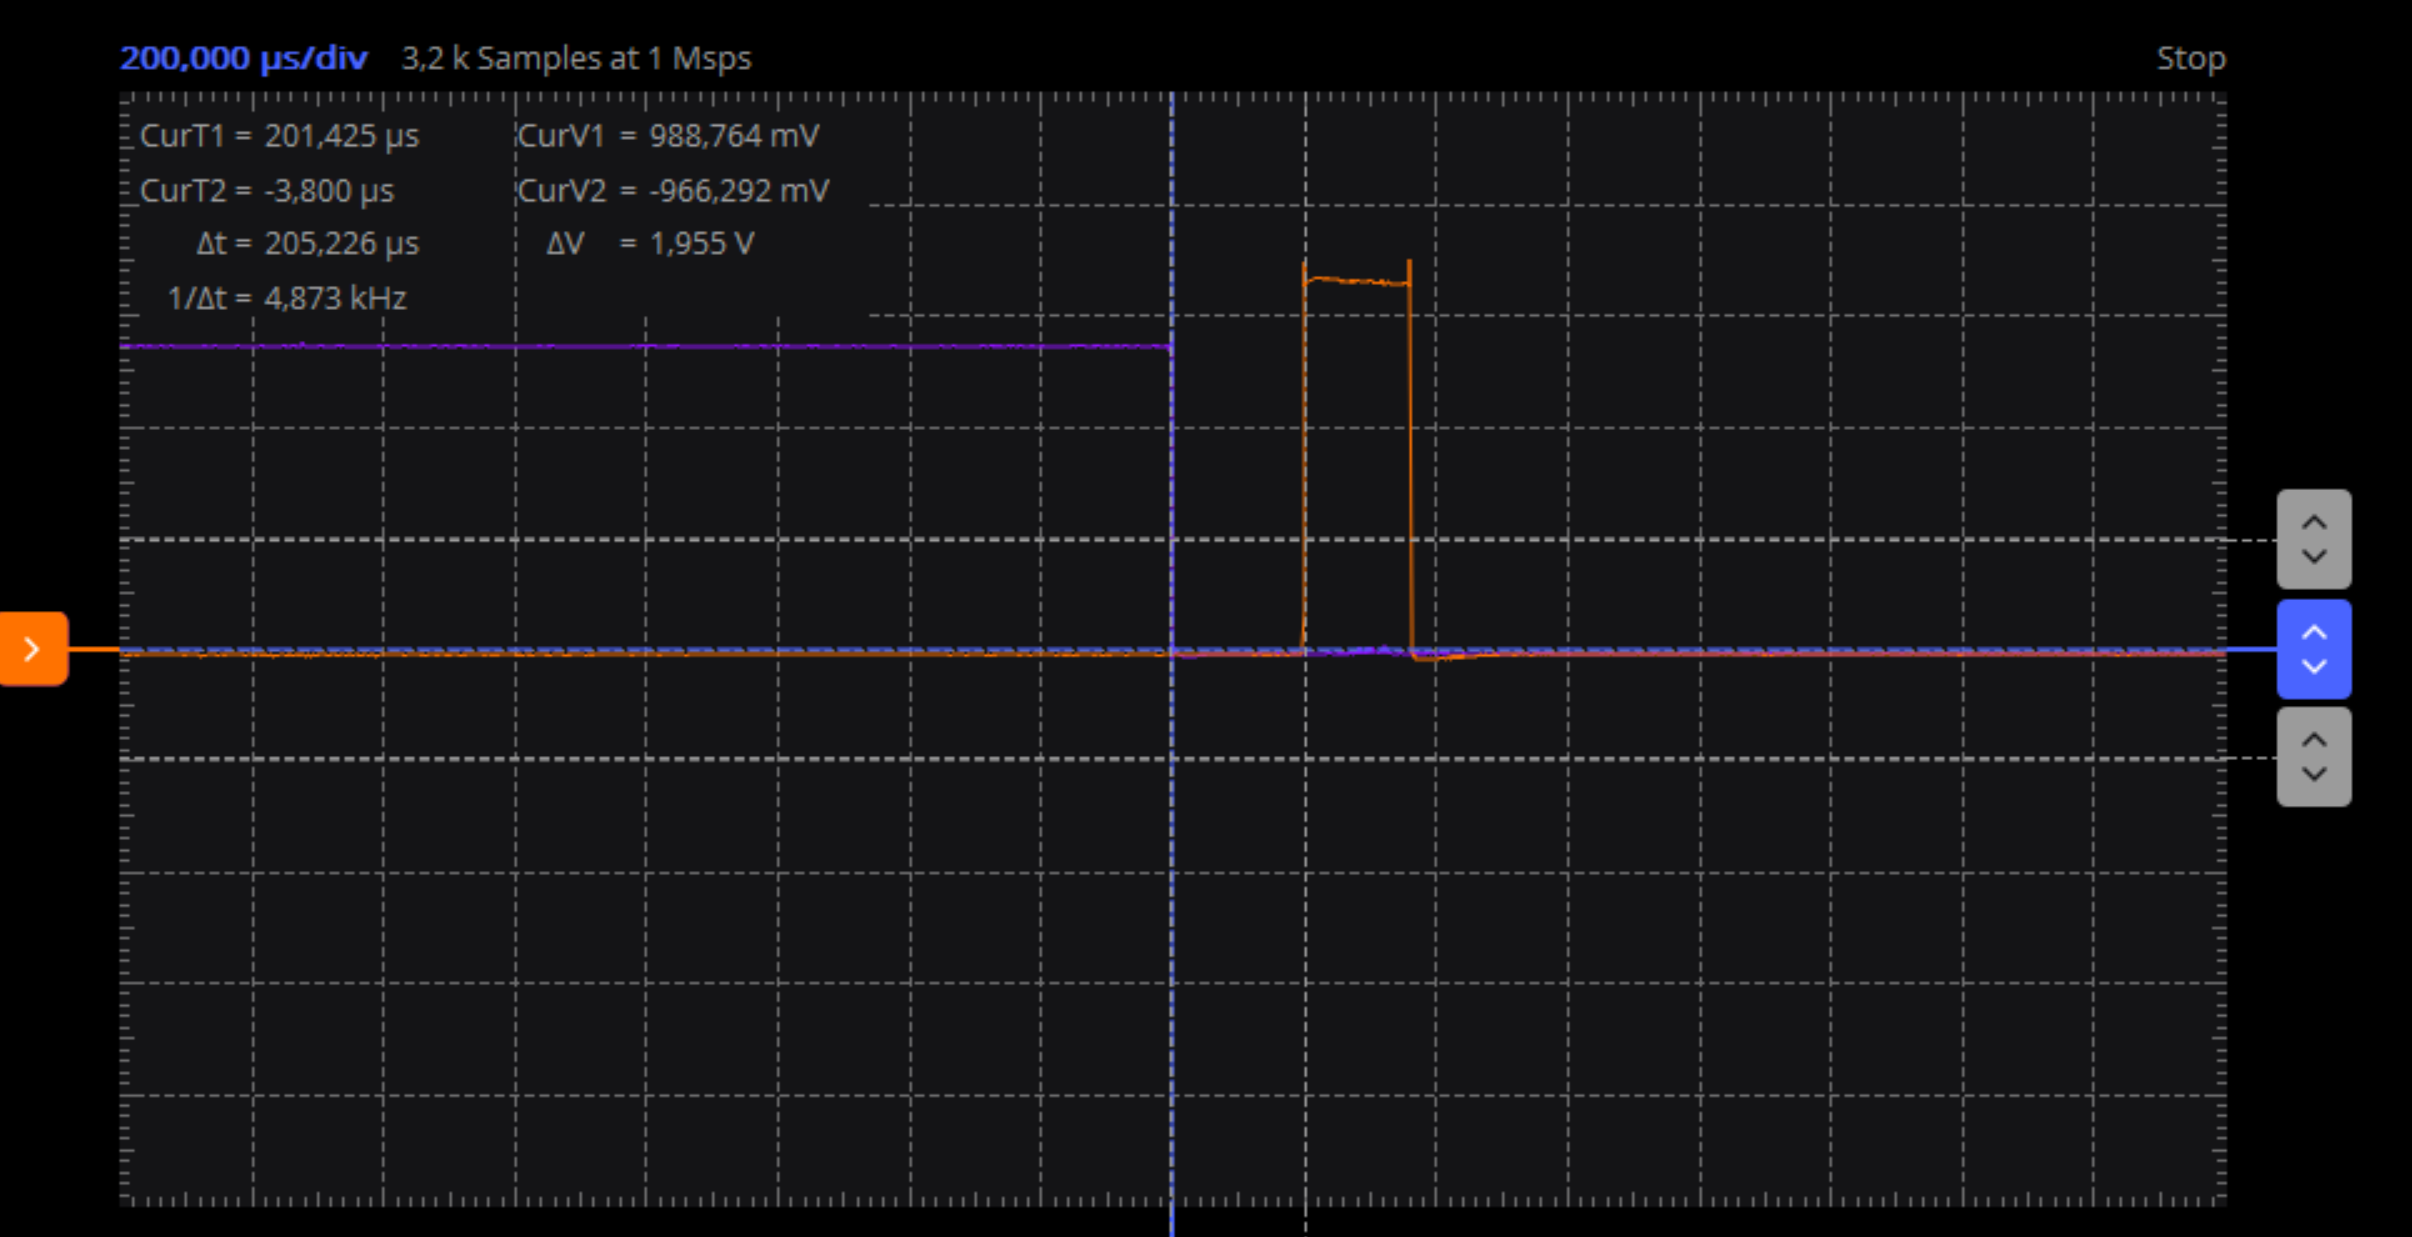 200,000 µs/div 3,2 k Samples at 1 Msps Stop
CurT1 = 201,425 µs CurV1 = 988,764 mV
CurT2 = -3,800 µs CurV2 = -966,292 mV
Δt = 205,226 µs ΔV = 1,955 V
1/Δt = 4,873 kHz